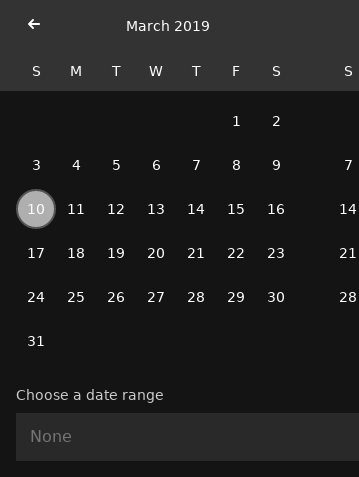 March 2019
S M T W T F S S
1 2
3 4 5 6 7 8 9 7
10 11 12 13 14 15 16 14
17 18 19 20 21 22 23 21
24 25 26 27 28 29 30 28
31
Choose a date range
None